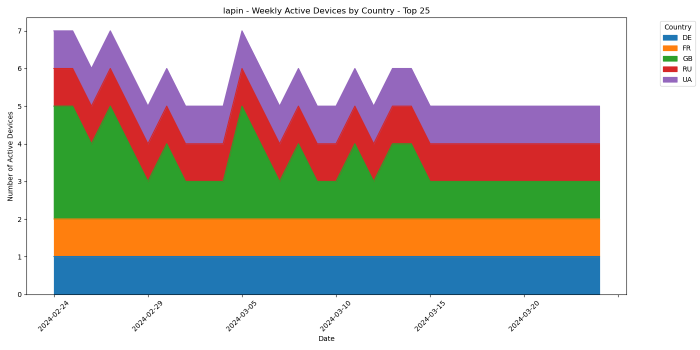 lapin - Weekly Active Devices by Country - Top 25
Country
DE
FR
GB
RU
UA
Number of Active Devices
7
6
5
4
3
2
1
0
2024-02-24
2024-02-29
2024-03-05
2024-03-10
2024-03-15
2024-03-20
Date